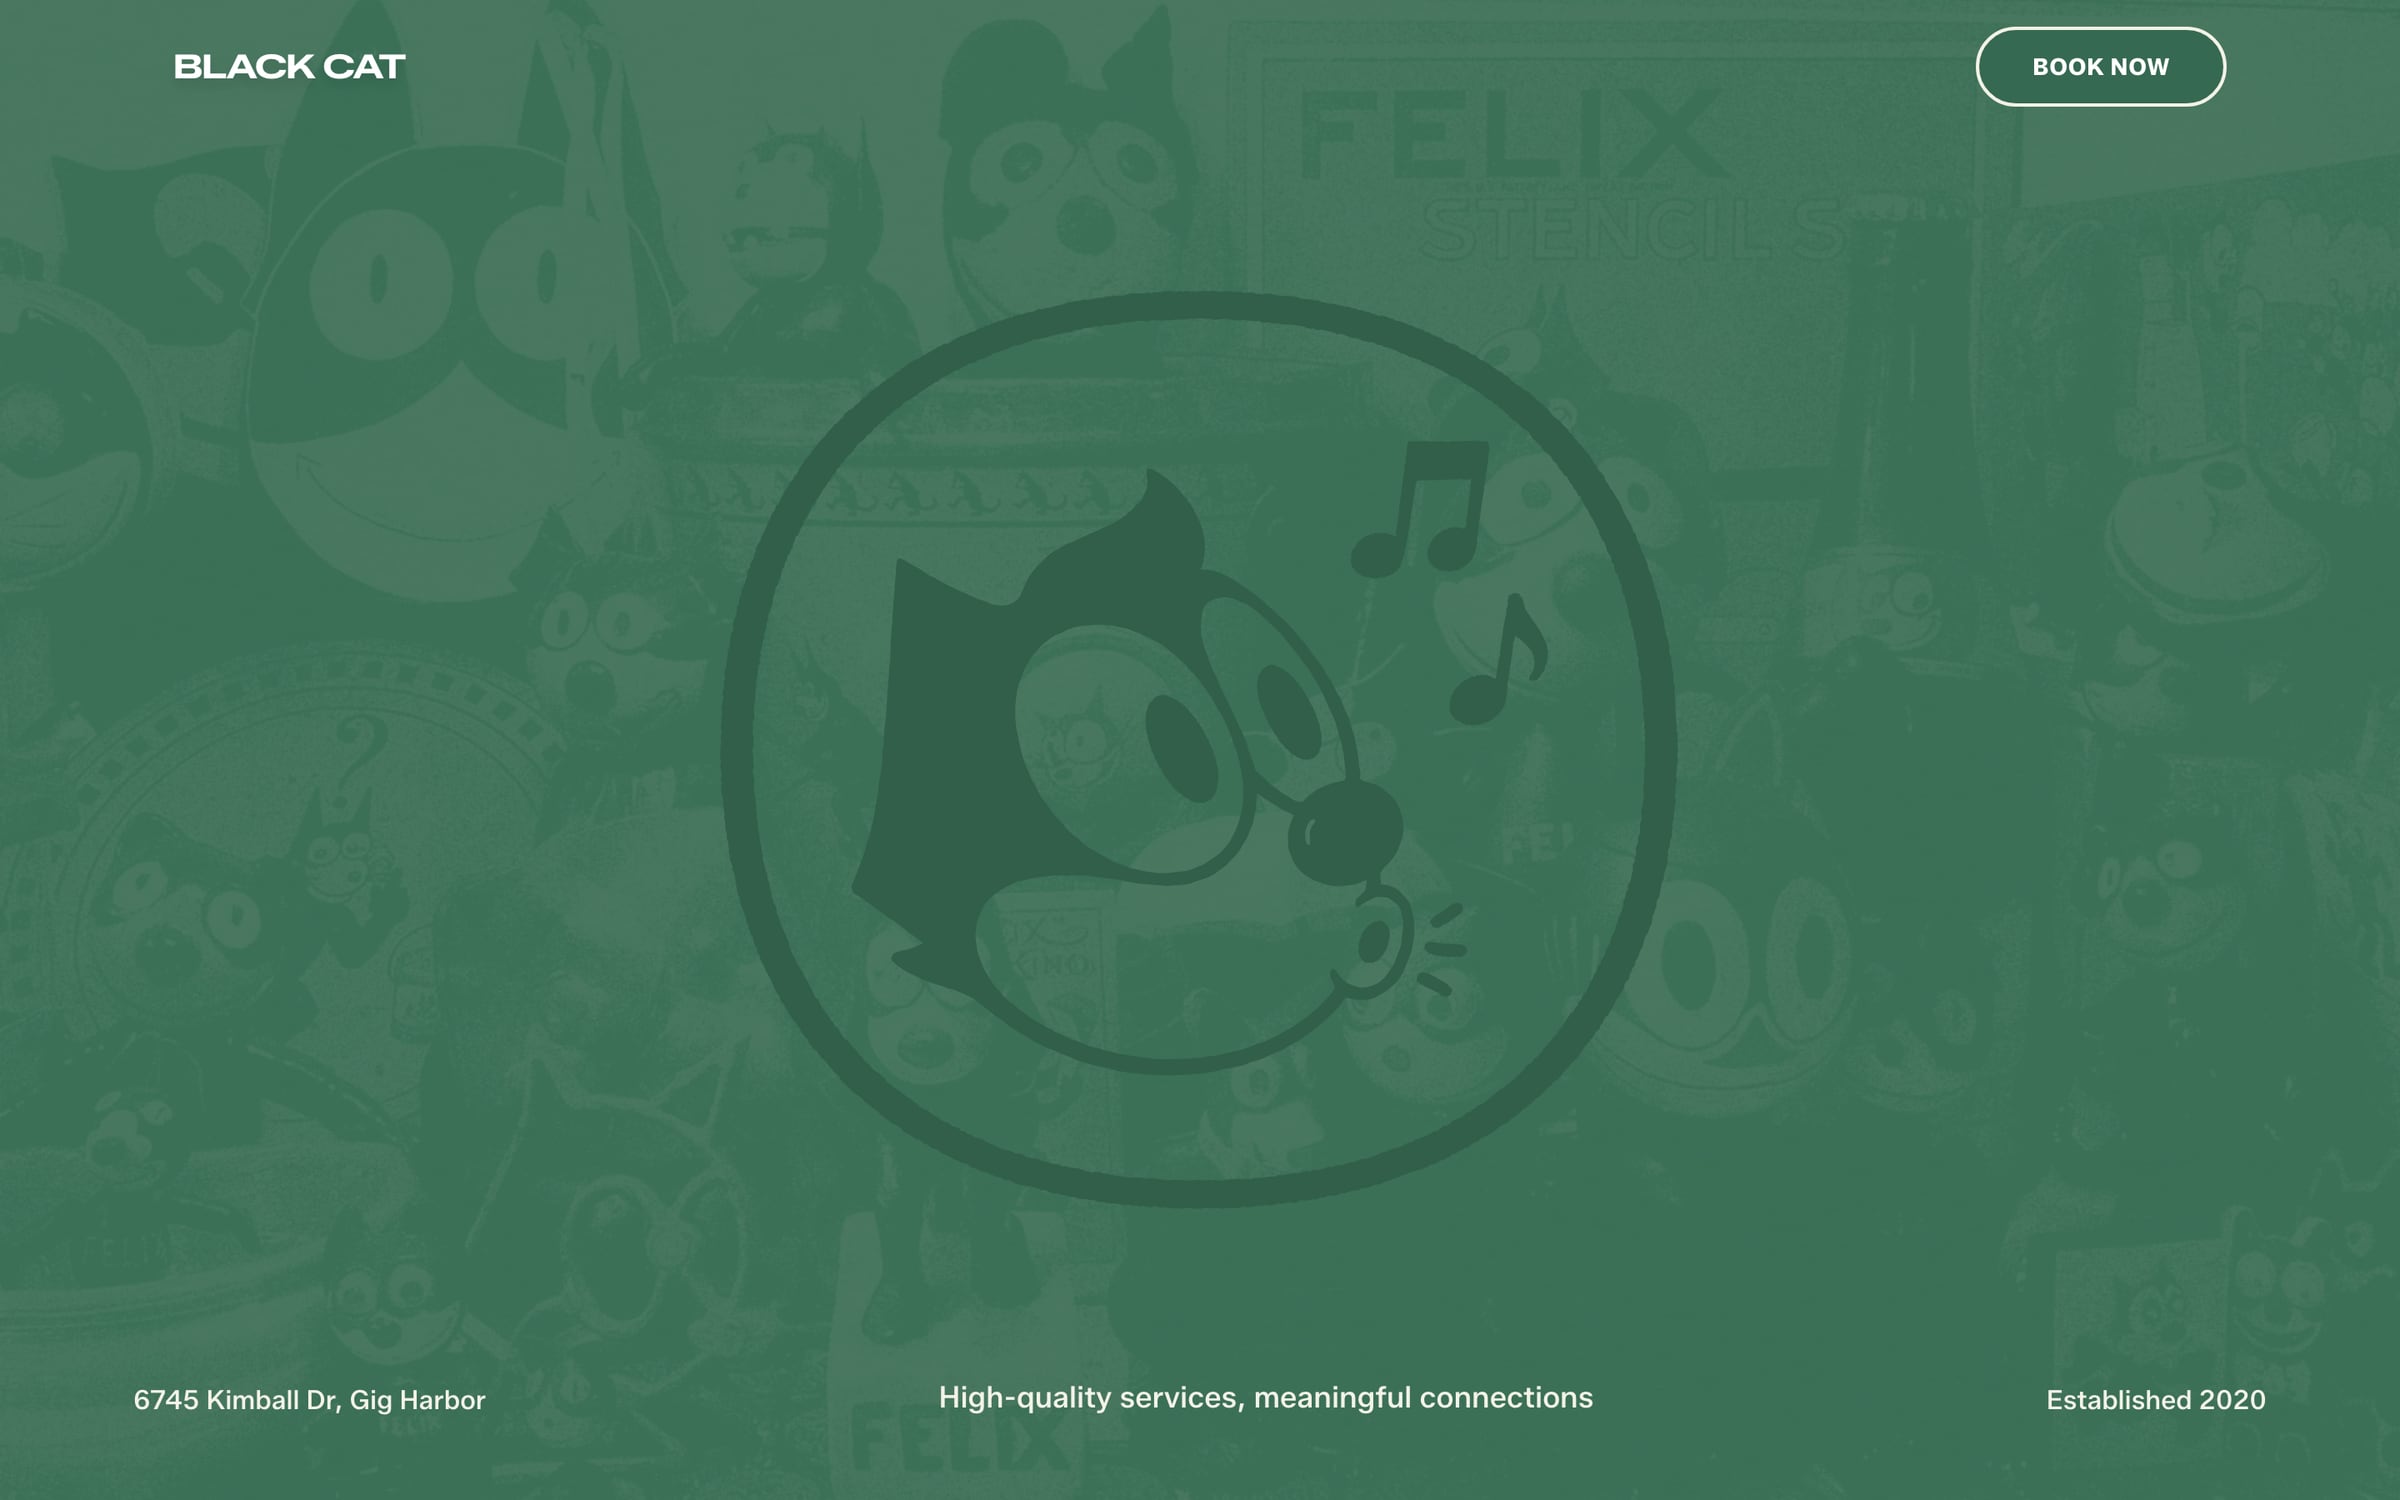 BLACK CAT
BOOK NOW
FELIX
STENCILS
?
FELIX
6745 Kimball Dr, Gig Harbor
High-quality services, meaningful connections
Established 2020
FELIX